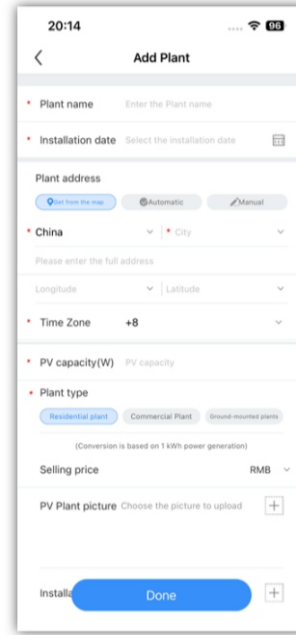 20:14
96
Add Plant
* Plant name Enter the Plant name
* Installation date Select the installation date
Plant address
Get from the map Automatic Manual
* China * City
Please enter the full address
Longitude Latitude
* Time Zone +8
* PV capacity(W) PV capacity
* Plant type
Residential plant Commercial Plant Ground-mounted plants
(Conversion is based on 1 kWh power generation)
Selling price RMB
PV Plant picture Choose the picture to upload
Installa
Done